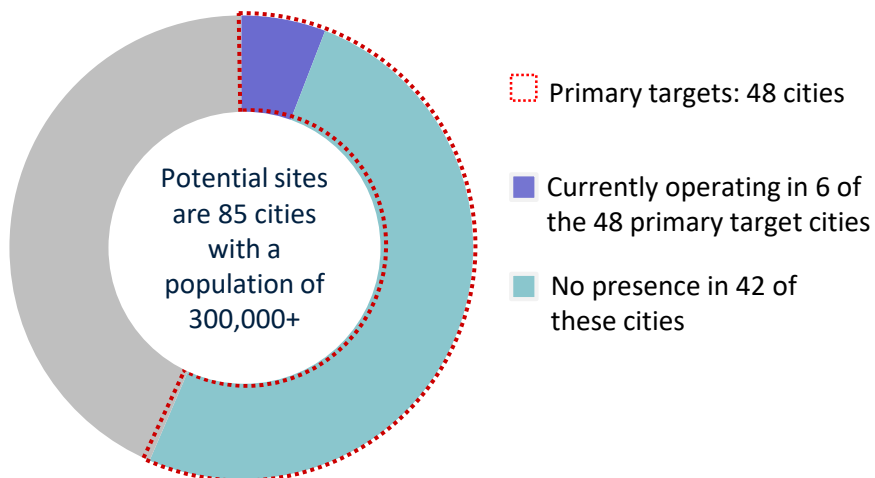 Potential sites
are 85 cities
with a
population of
300,000+
Primary targets: 48 cities
Currently operating in 6 of
the 48 primary target cities
No presence in 42 of
these cities